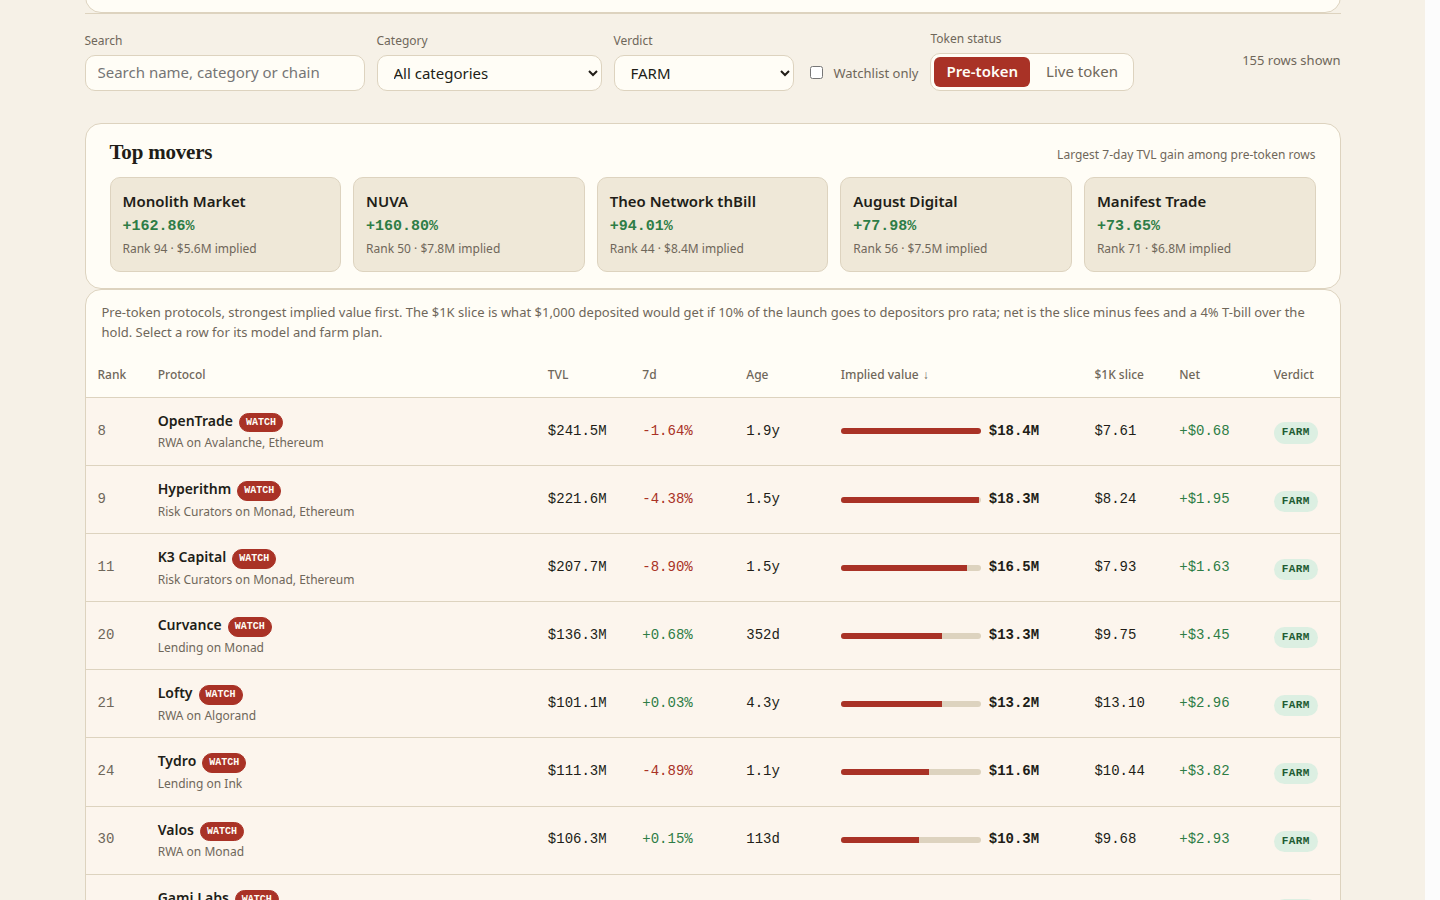 Search
Category
Verdict
Token status
Search name, category or chain
All categories
FARM
Watchlist only
Pre-token
Live token
155 rows shown
Top movers
Largest 7-day TVL gain among pre-token rows
Monolith Market
+162.86%
Rank 94 · $5.6M implied
NUVA
+160.80%
Rank 50 · $7.8M implied
Theo Network thBill
+94.01%
Rank 44 · $8.4M implied
August Digital
+77.98%
Rank 56 · $7.5M implied
Manifest Trade
+73.65%
Rank 71 · $6.8M implied
Pre-token protocols, strongest implied value first. The $1K slice is what $1,000 deposited would get if 10% of the launch goes to depositors pro rata; net is the slice minus fees and a 4% T-bill over the
hold. Select a row for its model and farm plan.
Rank Protocol TVL 7d Age Implied value ↓ $1K slice Net Verdict
8 OpenTrade WATCH $241.5M -1.64% 1.9y $18.4M $7.61 +$0.68 FARM
RWA on Avalanche, Ethereum
9 Hyperithm WATCH $221.6M -4.38% 1.5y $18.3M $8.24 +$1.95 FARM
Risk Curators on Monad, Ethereum
11 K3 Capital WATCH $207.7M -8.90% 1.5y $16.5M $7.93 +$1.63 FARM
Risk Curators on Monad, Ethereum
20 Curvance WATCH $136.3M +0.68% 352d $13.3M $9.75 +$3.45 FARM
Lending on Monad
21 Lofty WATCH $101.1M +0.03% 4.3y $13.2M $13.10 +$2.96 FARM
RWA on Algorand
24 Tydro WATCH $111.3M -4.89% 1.1y $11.6M $10.44 +$3.82 FARM
Lending on Ink
30 Valos WATCH $106.3M +0.15% 113d $10.3M $9.68 +$2.93 FARM
RWA on Monad
Gami Labs WATCH